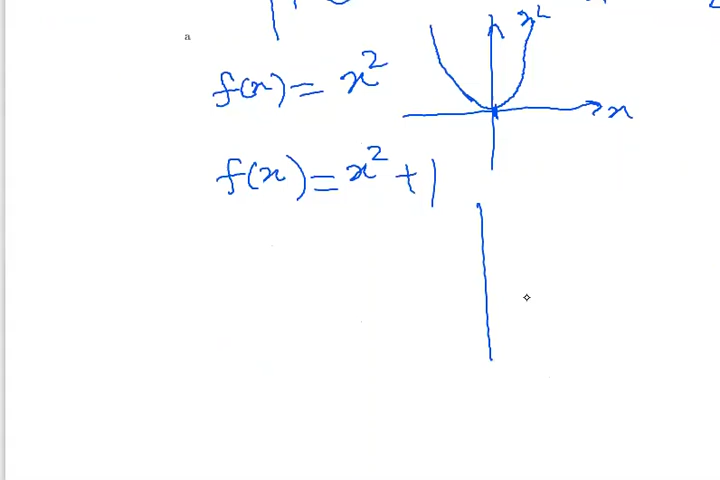 a
x²
f(x) = x²
x
f(x) = x² + 1